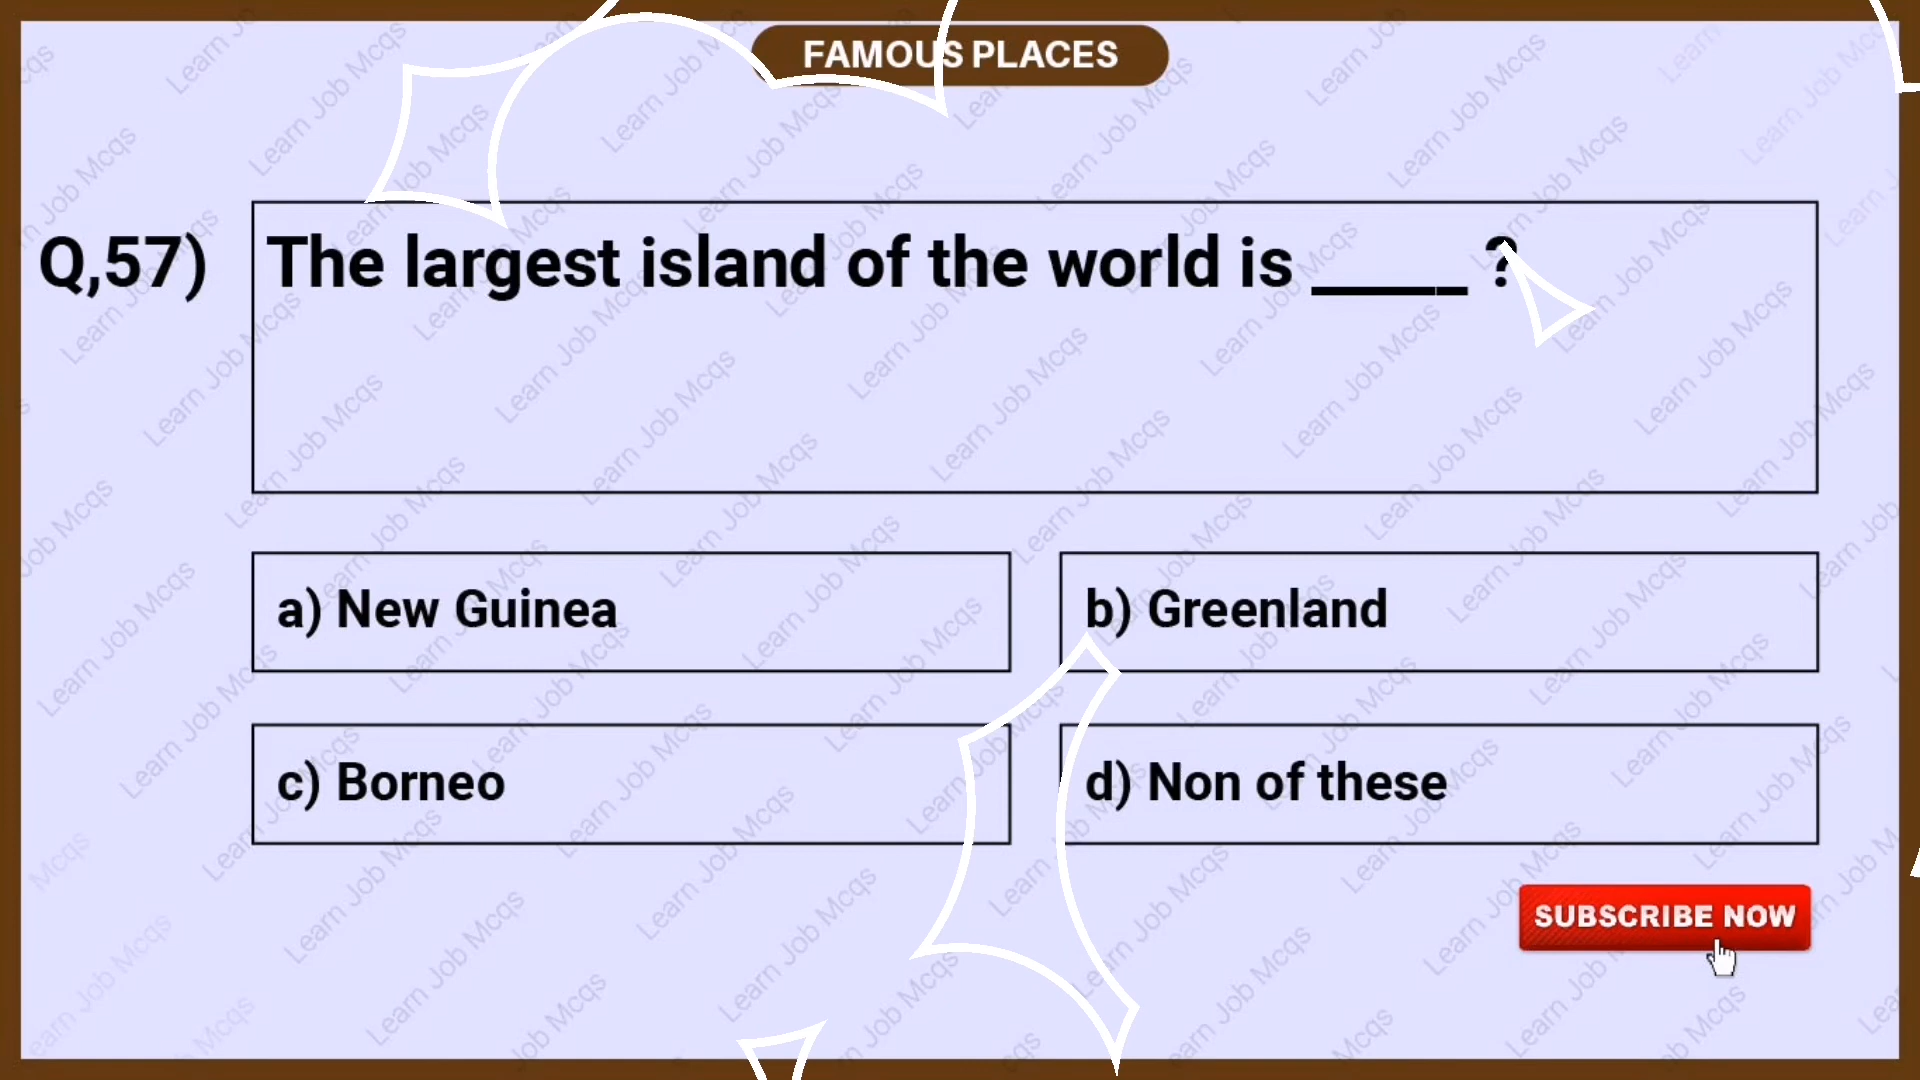 FAMOUS PLACES
Q,57) The largest island of the world is _____ ?
a) New Guinea
b) Greenland
c) Borneo
d) Non of these
SUBSCRIBE NOW
Learn Job Mcqs